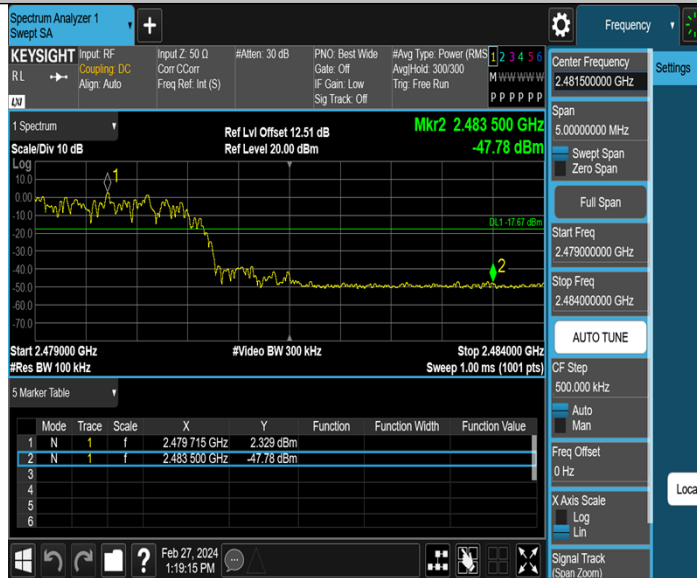 Spectrum Analyzer 1
Swept SA
+
Frequency
KEYSIGHT
RL
LXI
Input: RF
Coupling: DC
Align: Auto
Input Z: 50 Ω
Corr CCorr
Freq Ref: Int (S)
#Atten: 30 dB
PNO: Best Wide
Gate: Off
IF Gain: Low
Sig Track: Off
#Avg Type: Power (RMS
Avg|Hold: 300/300
Trig: Free Run
1 2 3 4 5 6
M W W W W W
P P P P P P
1 Spectrum
Scale/Div 10 dB
Ref Lvl Offset 12.51 dB
Ref Level 20.00 dBm
Mkr2 2.483 500 GHz
-47.78 dBm
Log
10.0
0.00
-10.0
-20.0
-30.0
-40.0
-50.0
-60.0
-70.0
1
DL1 -17.67 dBm
2
Start 2.479000 GHz
#Res BW 100 kHz
#Video BW 300 kHz
Stop 2.484000 GHz
Sweep 1.00 ms (1001 pts)
5 Marker Table
Mode Trace Scale X Y Function Function Width Function Value
1 N 1 f 2.479 715 GHz 2.329 dBm
2 N 1 f 2.483 500 GHz -47.78 dBm
3
4
5
6
Feb 27, 2024
1:19:15 PM
?
Center Frequency
2.481500000 GHz
Settings
Span
5.00000000 MHz
Swept Span
Zero Span
Full Span
Start Freq
2.479000000 GHz
Stop Freq
2.484000000 GHz
AUTO TUNE
CF Step
500.000 kHz
Auto
Man
Freq Offset
0 Hz
X Axis Scale
Log
Lin
Loca
Signal Track
(Span Zoom)